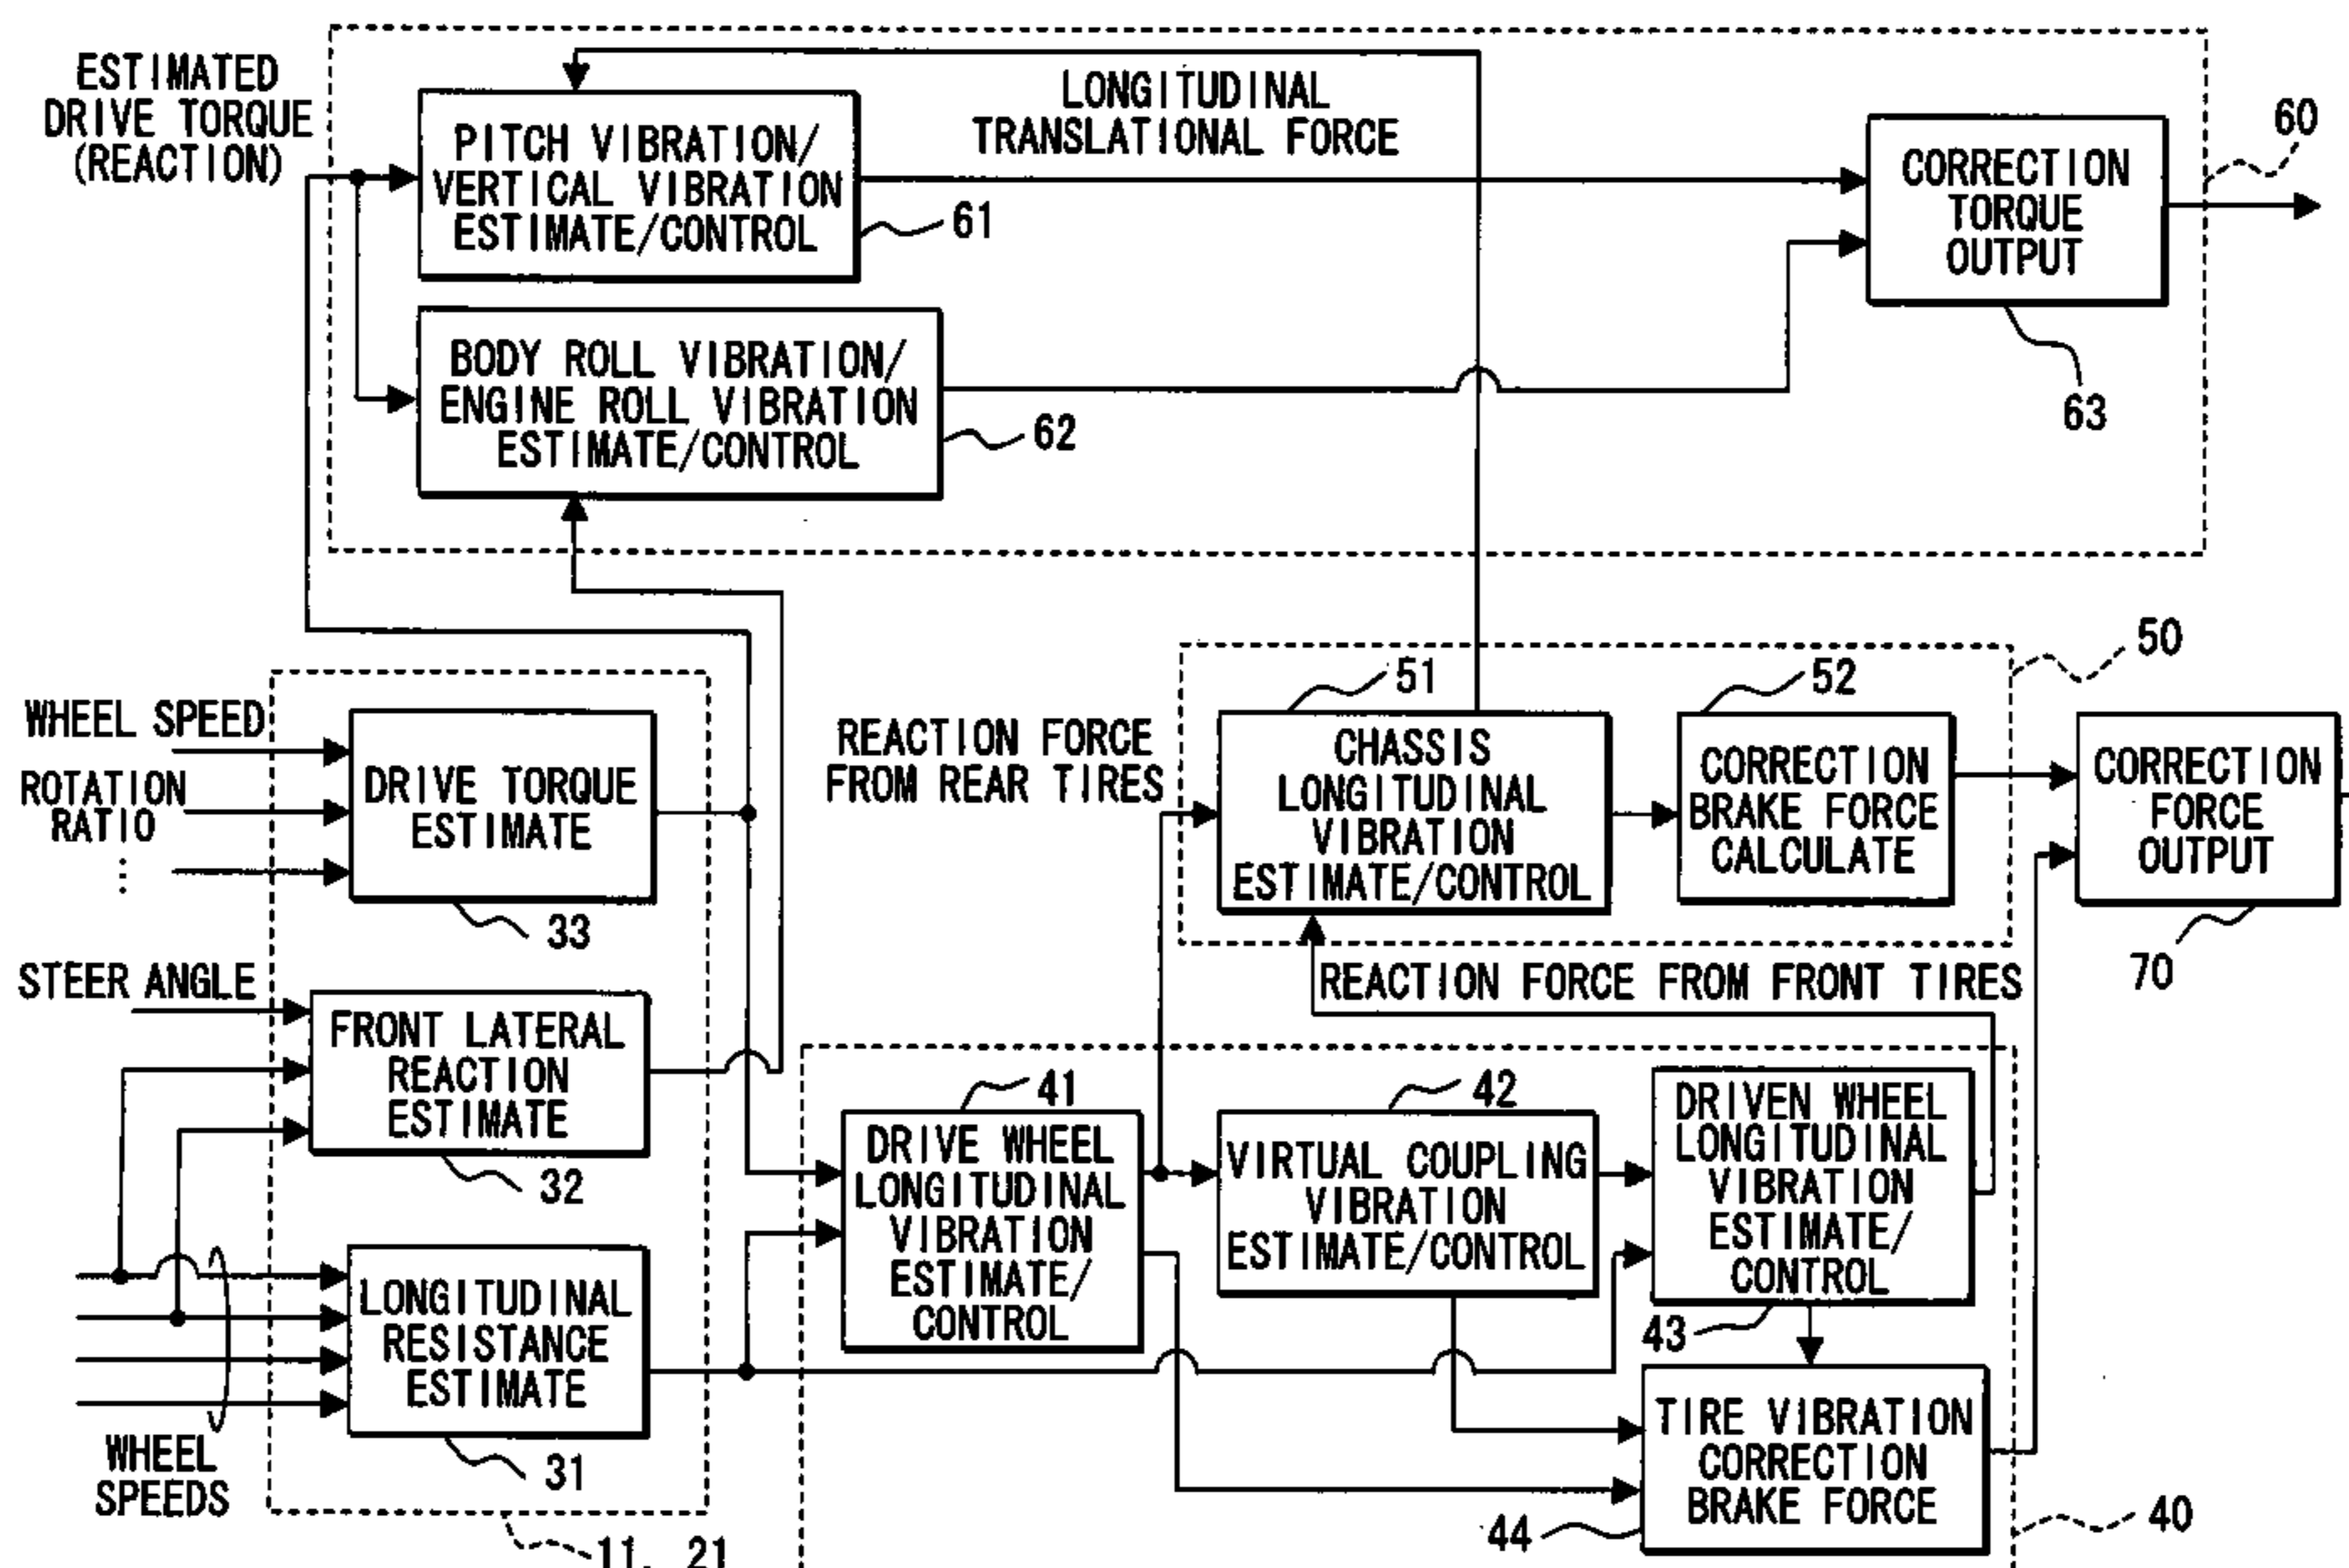 ESTIMATED
DRIVE TORQUE
(REACTION)
PITCH VIBRATION/
VERTICAL VIBRATION
ESTIMATE/CONTROL
61
LONGITUDINAL
TRANSLATIONAL FORCE
CORRECTION
TORQUE
OUTPUT
60
63
BODY ROLL VIBRATION/
ENGINE ROLL VIBRATION
ESTIMATE/CONTROL
62
WHEEL SPEED
ROTATION
RATIO
⋮
DRIVE TORQUE
ESTIMATE
33
STEER ANGLE
FRONT LATERAL
REACTION
ESTIMATE
32
LONGITUDINAL
RESISTANCE
ESTIMATE
31
WHEEL
SPEEDS
11, 21
REACTION FORCE
FROM REAR TIRES
51
CHASSIS
LONGITUDINAL
VIBRATION
ESTIMATE/CONTROL
52
CORRECTION
BRAKE FORCE
CALCULATE
50
CORRECTION
FORCE
OUTPUT
70
REACTION FORCE FROM FRONT TIRES
41
DRIVE WHEEL
LONGITUDINAL
VIBRATION
ESTIMATE/
CONTROL
42
VIRTUAL COUPLING
VIBRATION
ESTIMATE/CONTROL
DRIVEN WHEEL
LONGITUDINAL
VIBRATION
ESTIMATE/
CONTROL
43
TIRE VIBRATION
CORRECTION
BRAKE FORCE
44
40